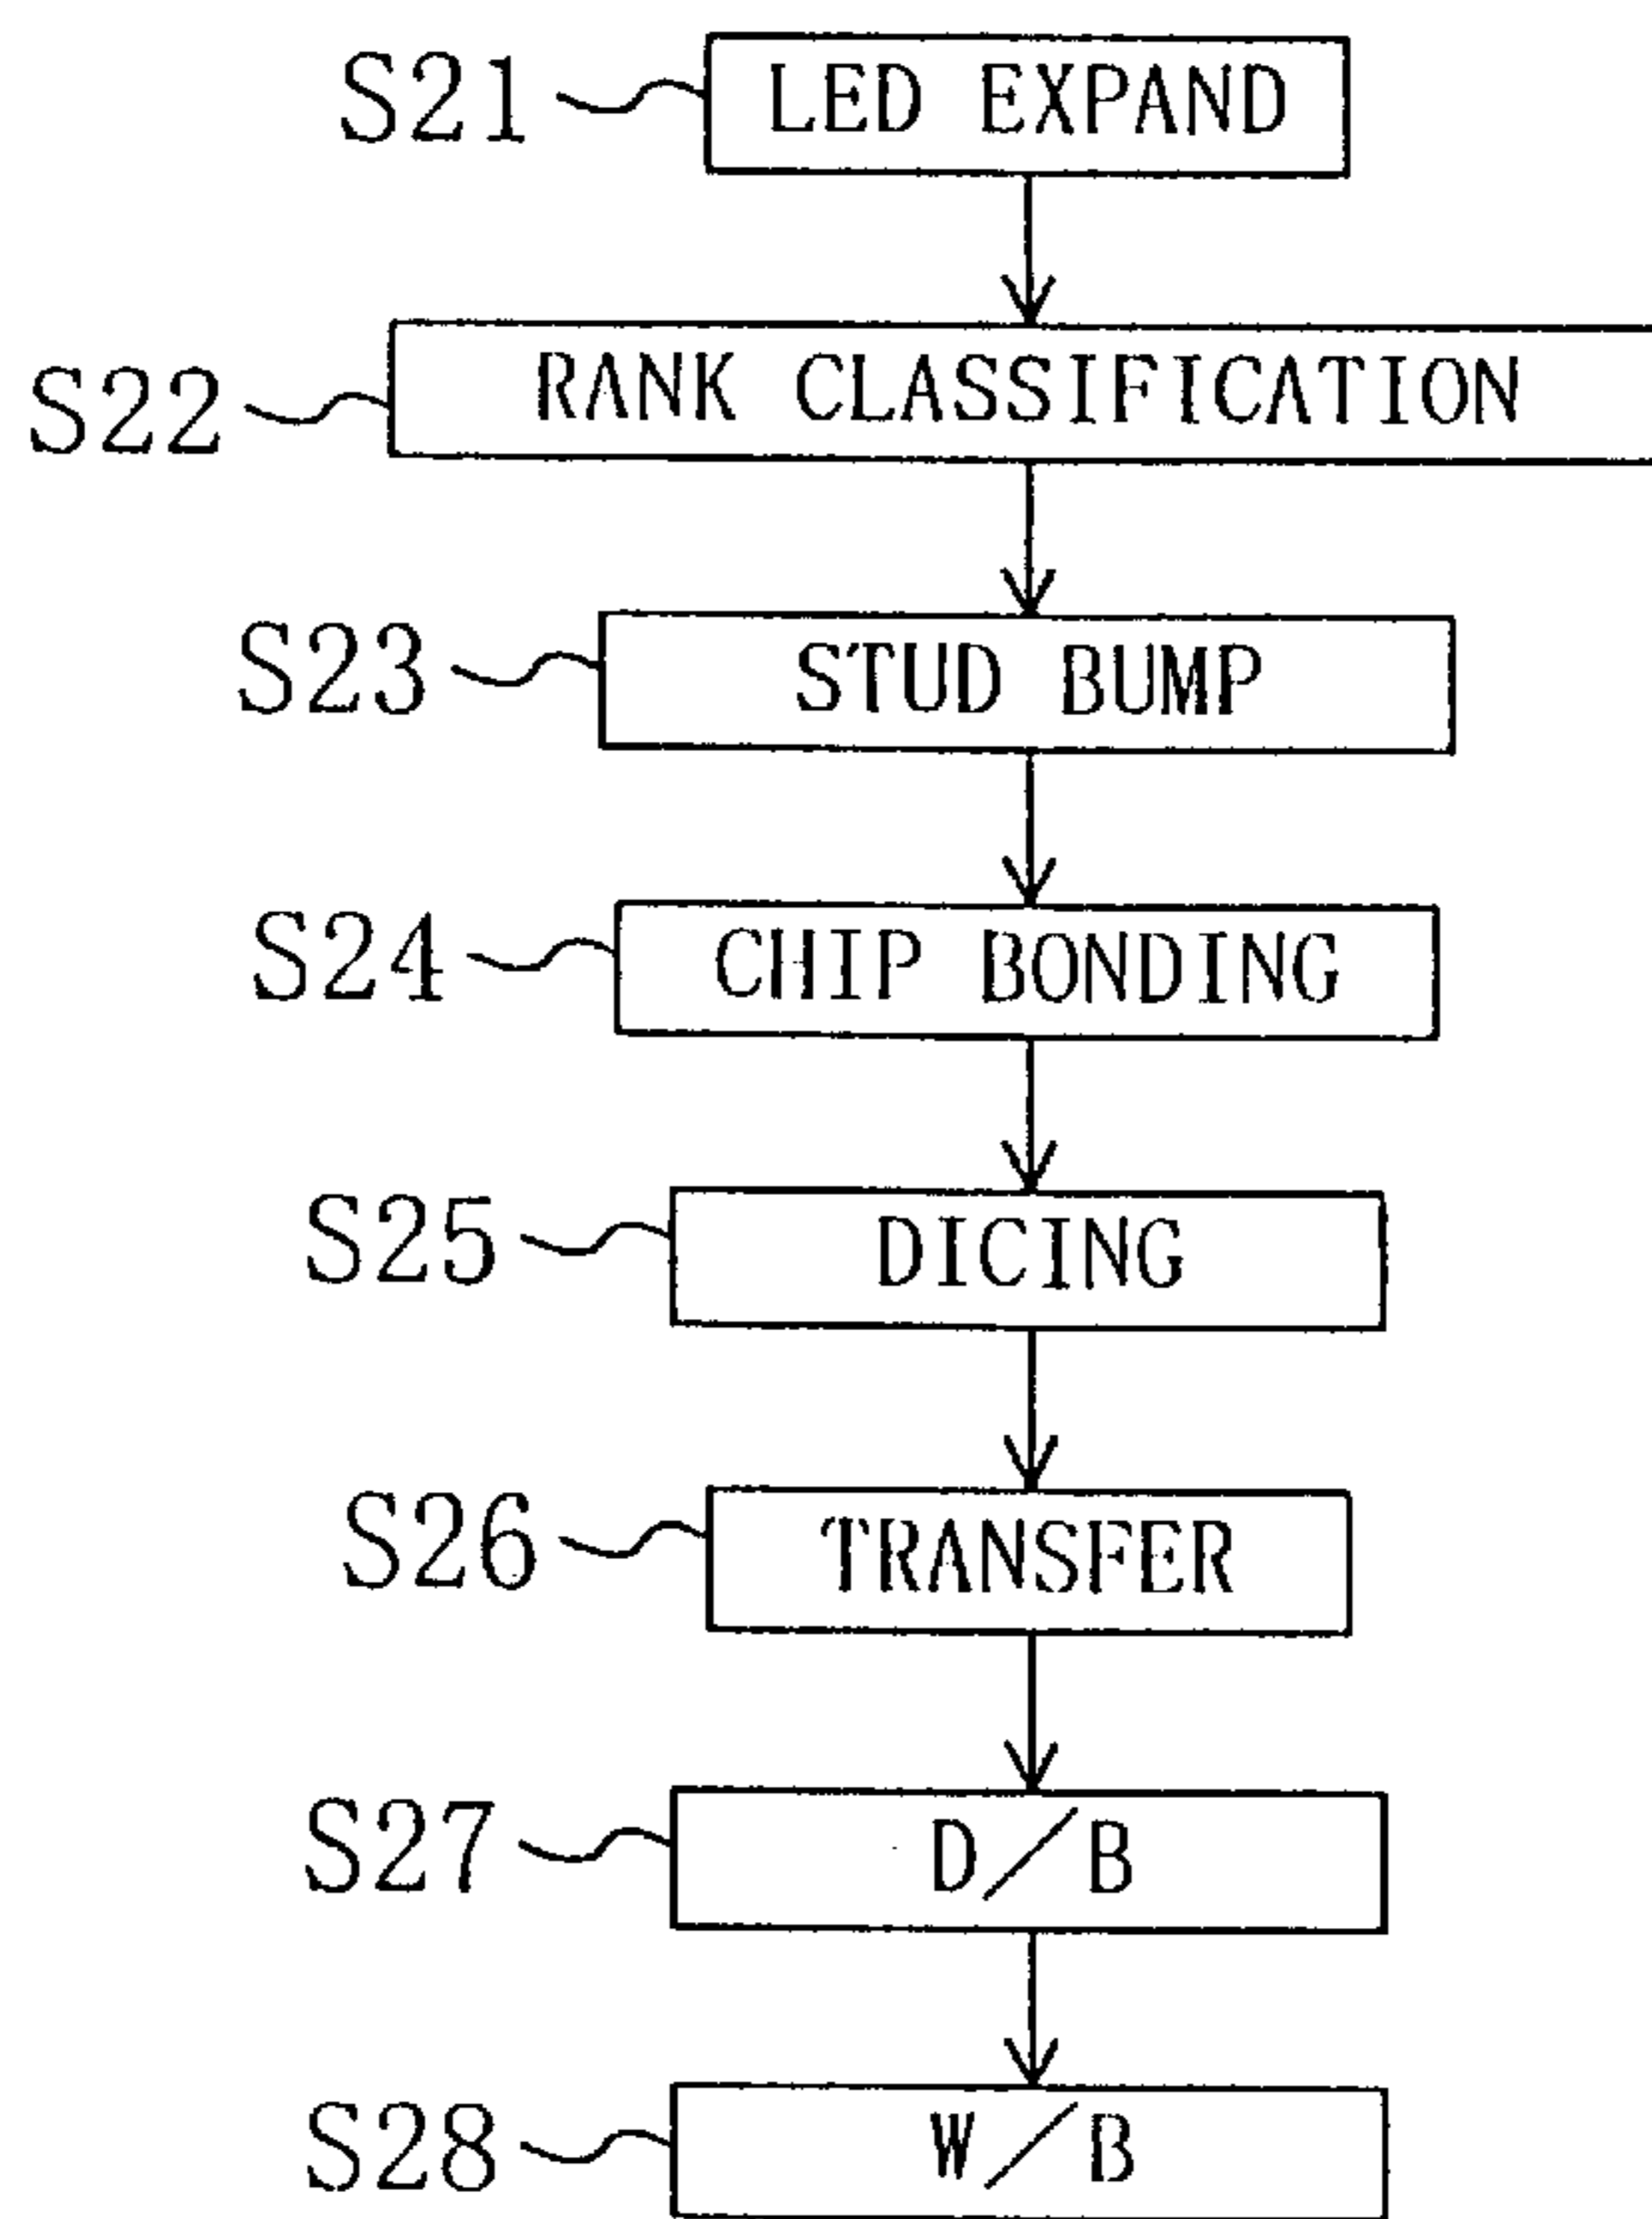 S21 LED EXPAND
S22 RANK CLASSIFICATION
S23 STUD BUMP
S24 CHIP BONDING
S25 DICING
S26 TRANSFER
S27 D/B
S28 W/B